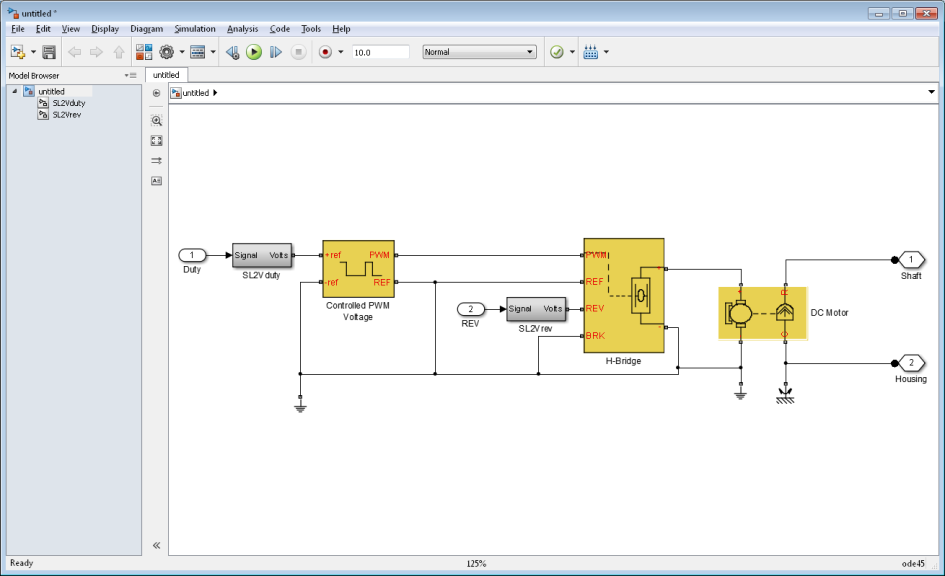 untitled *
File Edit View Display Diagram Simulation Analysis Code Tools Help
10.0 Normal
Model Browser
untitled
untitled
untitled
SL2Vduty
SL2Vrev
1
Duty
Signal Volts
SL2Vduty
+ref PWM
-ref REF
Controlled PWM
Voltage
2
REV
Signal Volts
SL2Vrev
PWM
REF
REV
BRK
+
-
H-Bridge
+
-
R
C
DC Motor
1
Shaft
2
Housing
Ready 125% ode45